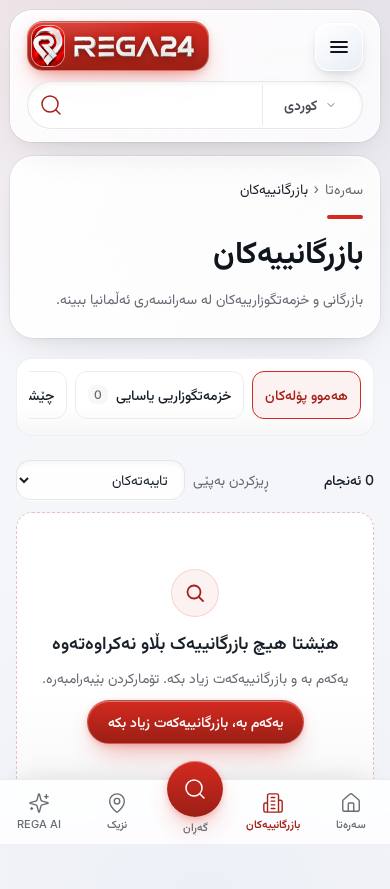 REGA24
کوردی
سەرەتا › بازرگانییەکان
بازرگانییەکان
بازرگانی و خزمەتگوزارییەکان لە سەرانسەری ئەڵمانیا ببینە.
هەموو پۆلەکان
خزمەتگوزاریی یاسایی 0
چێش
0 ئەنجام
ڕیزکردن بەپێی
تایبەتەکان
هێشتا هیچ بازرگانییەک بڵاو نەکراوەتەوە
یەکەم بە و بازرگانییەکەت زیاد بکە. تۆمارکردن بێبەرامبەرە.
یەکەم بە، بازرگانییەکەت زیاد بکە
سەرەتا
بازرگانییەکان
گەڕان
نزیک
REGA AI